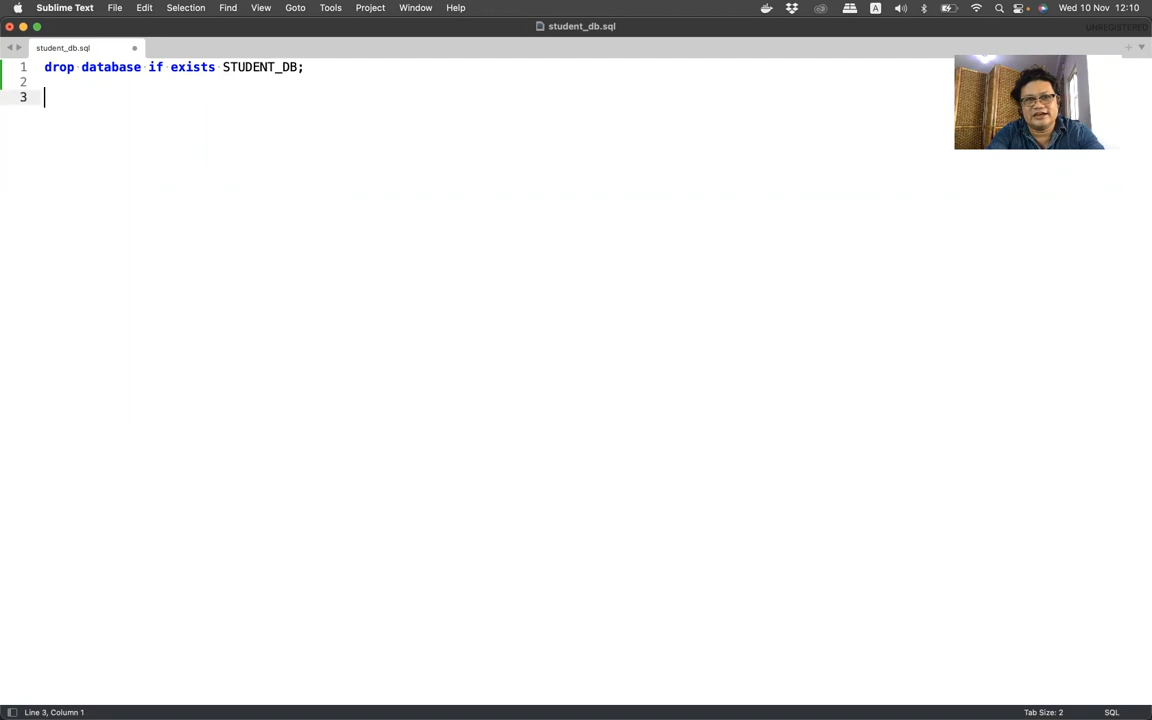 Sublime Text File Edit Selection Find View Goto Tools Project Window Help A Wed 10 Nov 12:10
student_db.sql
UNREGISTERED
student_db.sql
1 drop database if exists STUDENT_DB;
2
3
Line 3, Column 1 Tab Size: 2 SQL